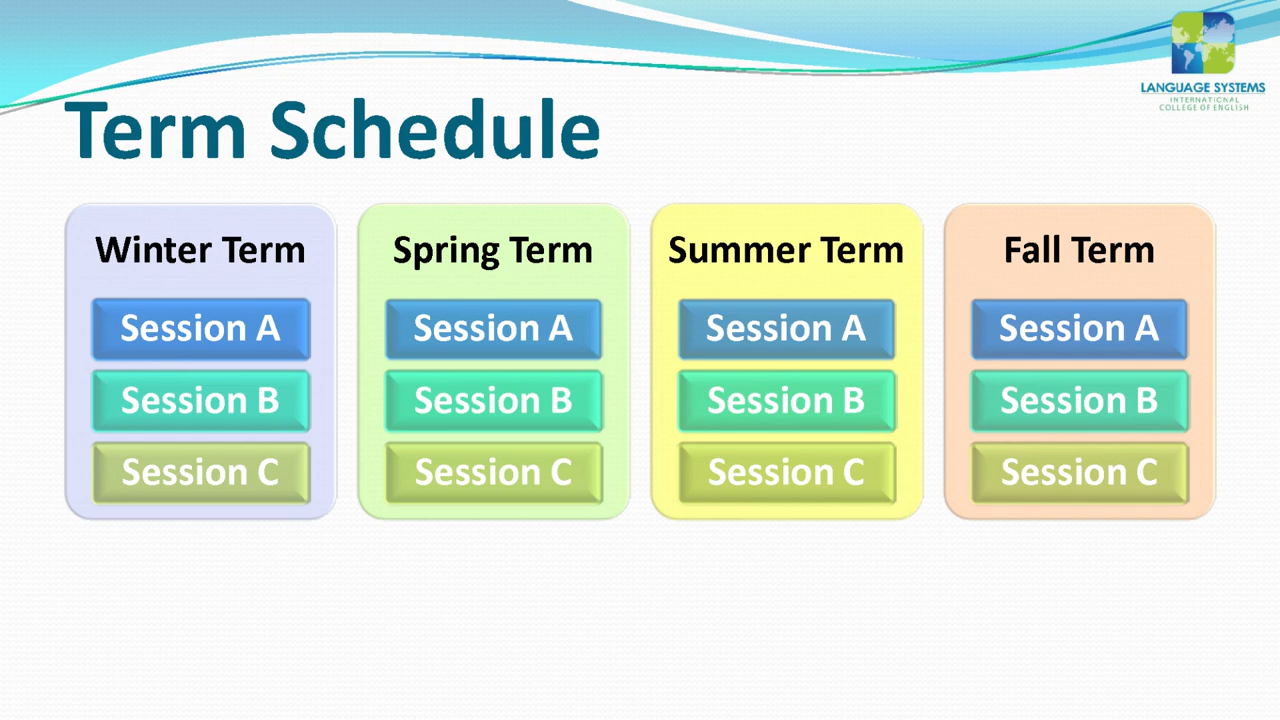 LANGUAGE SYSTEMS
INTERNATIONAL
COLLEGE OF ENGLISH
Term Schedule
Winter Term
Session A
Session B
Session C
Spring Term
Session A
Session B
Session C
Summer Term
Session A
Session B
Session C
Fall Term
Session A
Session B
Session C